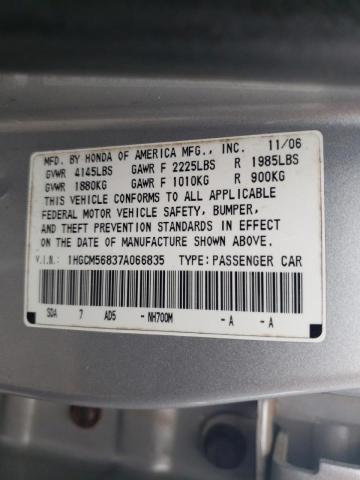 MFD. BY HONDA OF AMERICA MFG., INC. 11/06
GVWR 4145LBS GAWR F 2225LBS R 1985LBS
GVWR 1880KG GAWR F 1010KG R 900KG
THIS VEHICLE CONFORMS TO ALL APPLICABLE
FEDERAL MOTOR VEHICLE SAFETY, BUMPER,
AND THEFT PREVENTION STANDARDS IN EFFECT
ON THE DATE OF MANUFACTURE SHOWN ABOVE.
V.I.N.: 1HGCM56837A066835 TYPE: PASSENGER CAR
SDA 7 AD5 -NH700M -A -A